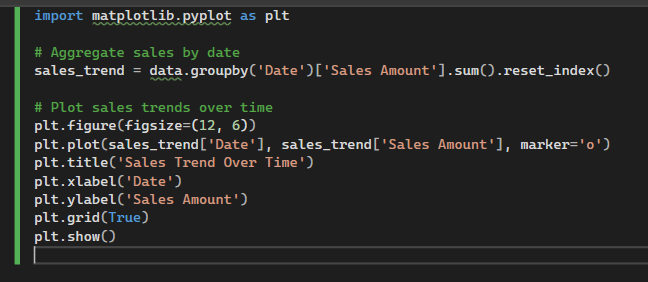 import matplotlib.pyplot as plt
# Aggregate sales by date
sales_trend = data.groupby('Date')['Sales Amount'].sum().reset_index()
# Plot sales trends over time
plt.figure(figsize=(12, 6))
plt.plot(sales_trend['Date'], sales_trend['Sales Amount'], marker='o')
plt.title('Sales Trend Over Time')
plt.xlabel('Date')
plt.ylabel('Sales Amount')
plt.grid(True)
plt.show()